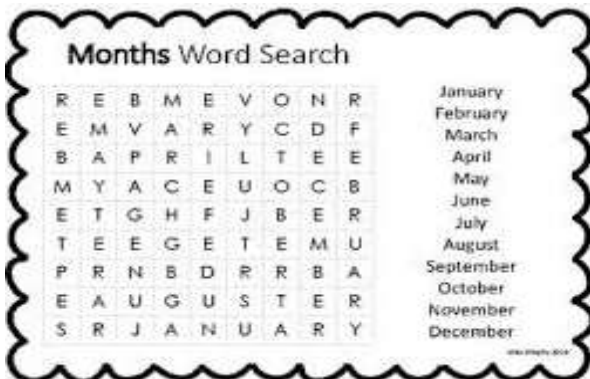 Months Word Search
R E B M E V O N R
E M V A R Y C D F
B A P R I L T E E
M Y A C E U O C B
E T G H F J B E R
T E E G E T E M U
P R N B D R R B A
E A U G U S T E R
S R J A N U A R Y
January
February
March
April
May
June
July
August
September
October
November
December